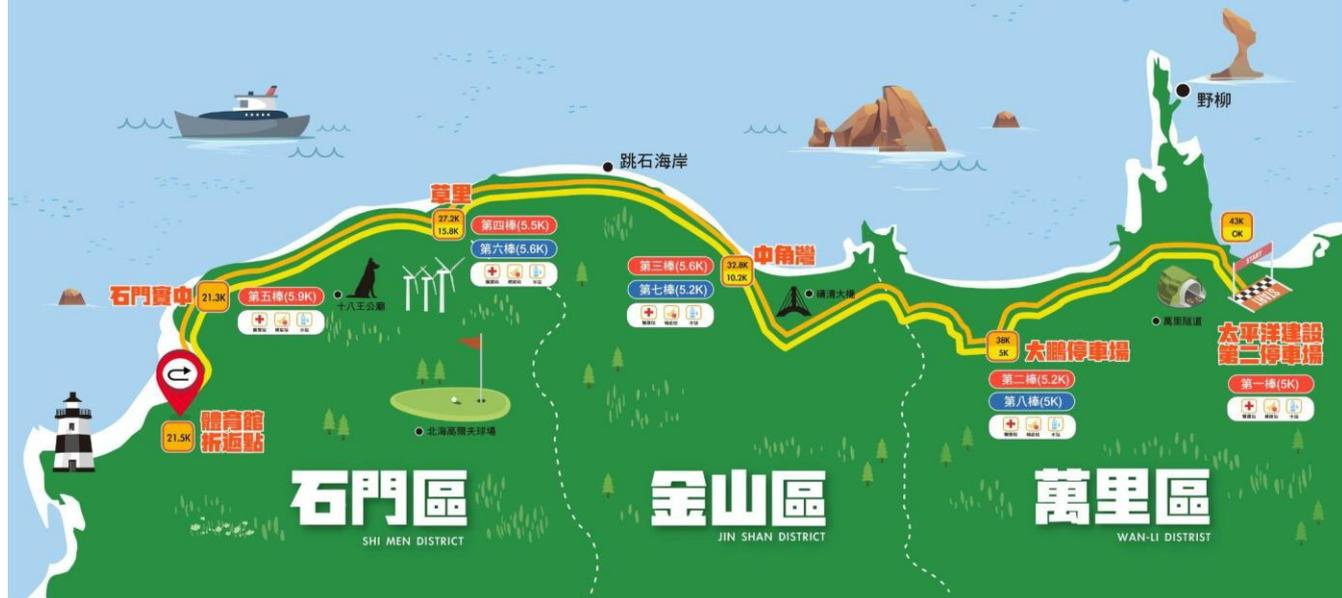 野柳
跳石海岸
草里
27.2K
15.8K
第四棒(5.5K)
第六棒(5.6K)
43K
0K
START
石門實中
21.3K
第五棒(5.9K)
十八王公廟
第三棒(5.6K)
第七棒(5.2K)
32.8K
10.2K
中角灣
磺清大橋
38K
5K
大鵬停車場
第二棒(5.2K)
第八棒(5K)
萬里隧道
太平洋建設
第二停車場
第一棒(5K)
21.5K
體育館
折返點
北海高爾夫球場
石門區
SHI MEN DISTRICT
金山區
JIN SHAN DISTRICT
萬里區
WAN-LI DISTRIST